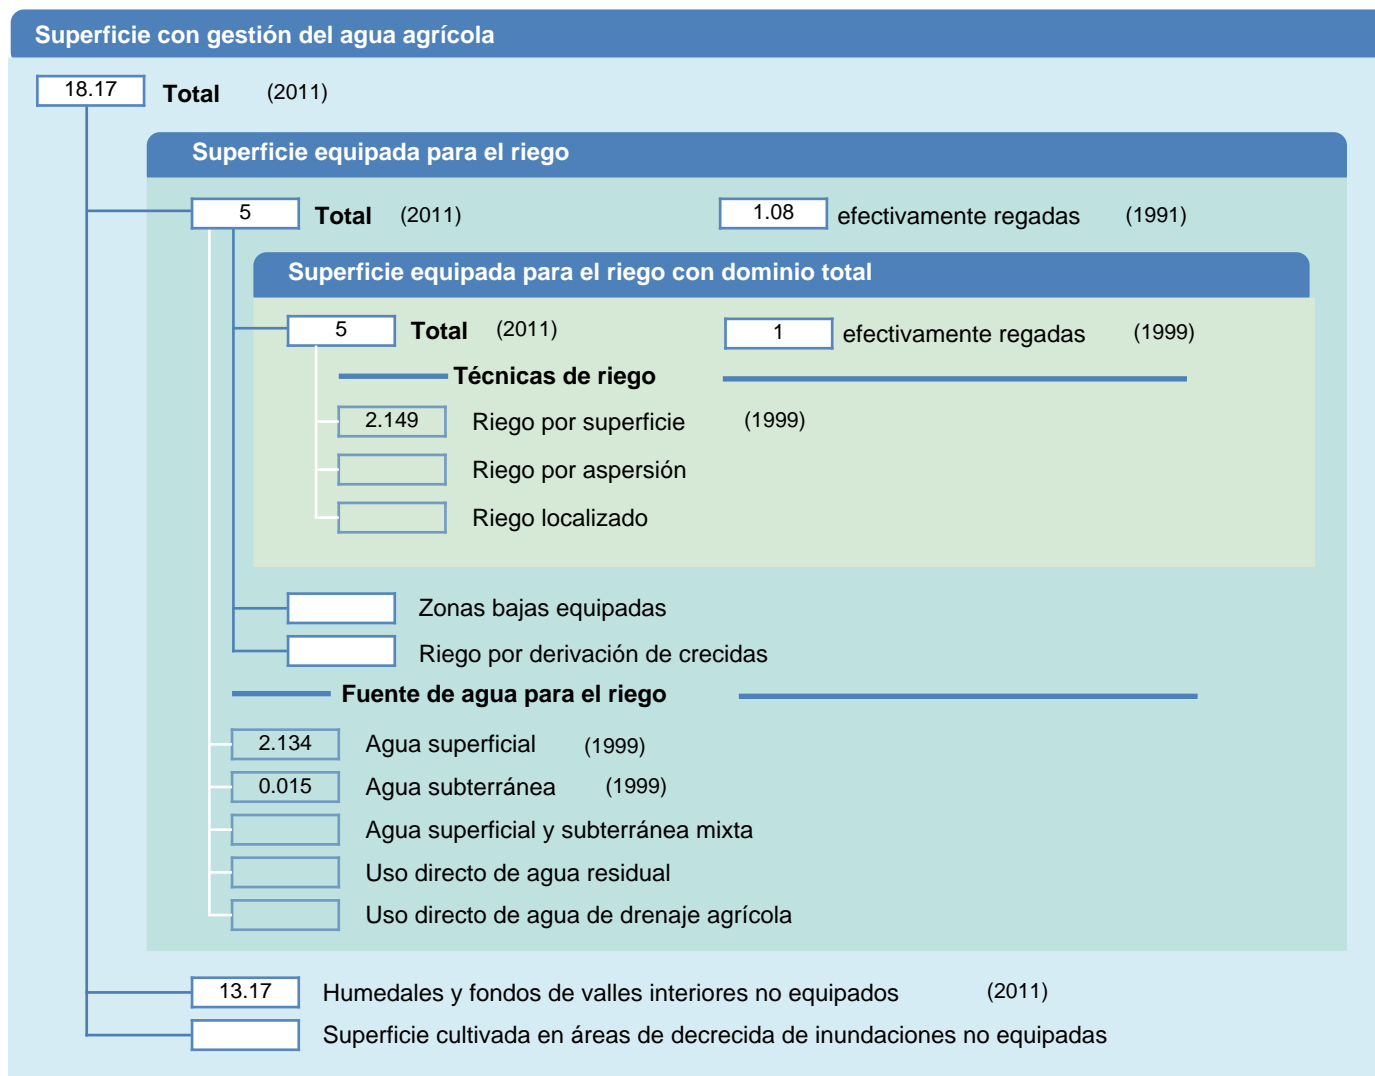 Superficie con gestión del agua agrícola
18.17 Total (2011)
Superficie equipada para el riego
5 Total (2011) 1.08 efectivamente regadas (1991)
Superficie equipada para el riego con dominio total
5 Total (2011) 1 efectivamente regadas (1999)
Técnicas de riego
2.149 Riego por superficie (1999)
Riego por aspersión
Riego localizado
Zonas bajas equipadas
Riego por derivación de crecidas
Fuente de agua para el riego
2.134 Agua superficial (1999)
0.015 Agua subterránea (1999)
Agua superficial y subterránea mixta
Uso directo de agua residual
Uso directo de agua de drenaje agrícola
13.17 Humedales y fondos de valles interiores no equipados (2011)
Superficie cultivada en áreas de decrecida de inundaciones no equipadas